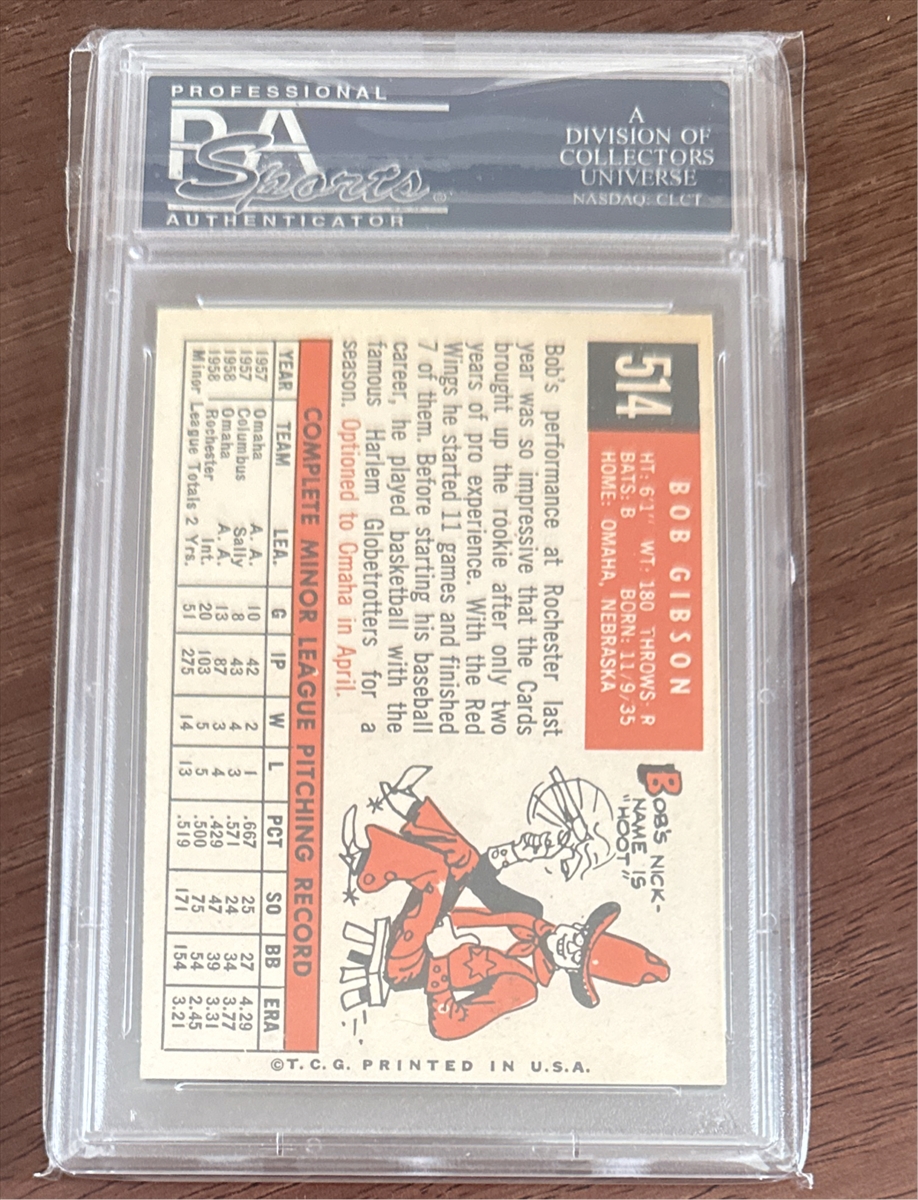 PROFESSIONAL
PSA
Sports
AUTHENTICATOR
A
DIVISION OF
COLLECTORS
UNIVERSE
NASDAQ: CLCT
514
BOB GIBSON
HT: 6'1" WT: 180 THROWS: R
BATS: B BORN: 11/9/35
HOME: OMAHA, NEBRASKA
Bob's performance at Rochester last
year was so impressive that the Cards
brought up the rookie after only two
years of pro experience. With the Red
Wings he started 11 games and finished
7 of them. Before starting his baseball
career, he played basketball with the
famous Harlem Globetrotters for a
season. Optioned to Omaha in April.
BOB'S NICK-
NAME IS
"HOOT"
COMPLETE MINOR LEAGUE PITCHING RECORD
YEAR TEAM LEA. G IP W L PCT SO BB ERA
1957 Omaha A. A. 10 42 2 1 .667 25 27 4.29
1957 Columbus Sally 8 43 4 3 .571 24 34 3.77
1958 Omaha A. A. 13 87 3 4 .429 47 39 3.31
1958 Rochester Int. 20 103 5 5 .500 75 54 2.45
Minor League Totals 2 Yrs. 51 275 14 13 .519 171 154 3.21
©T.C.G. PRINTED IN U.S.A.